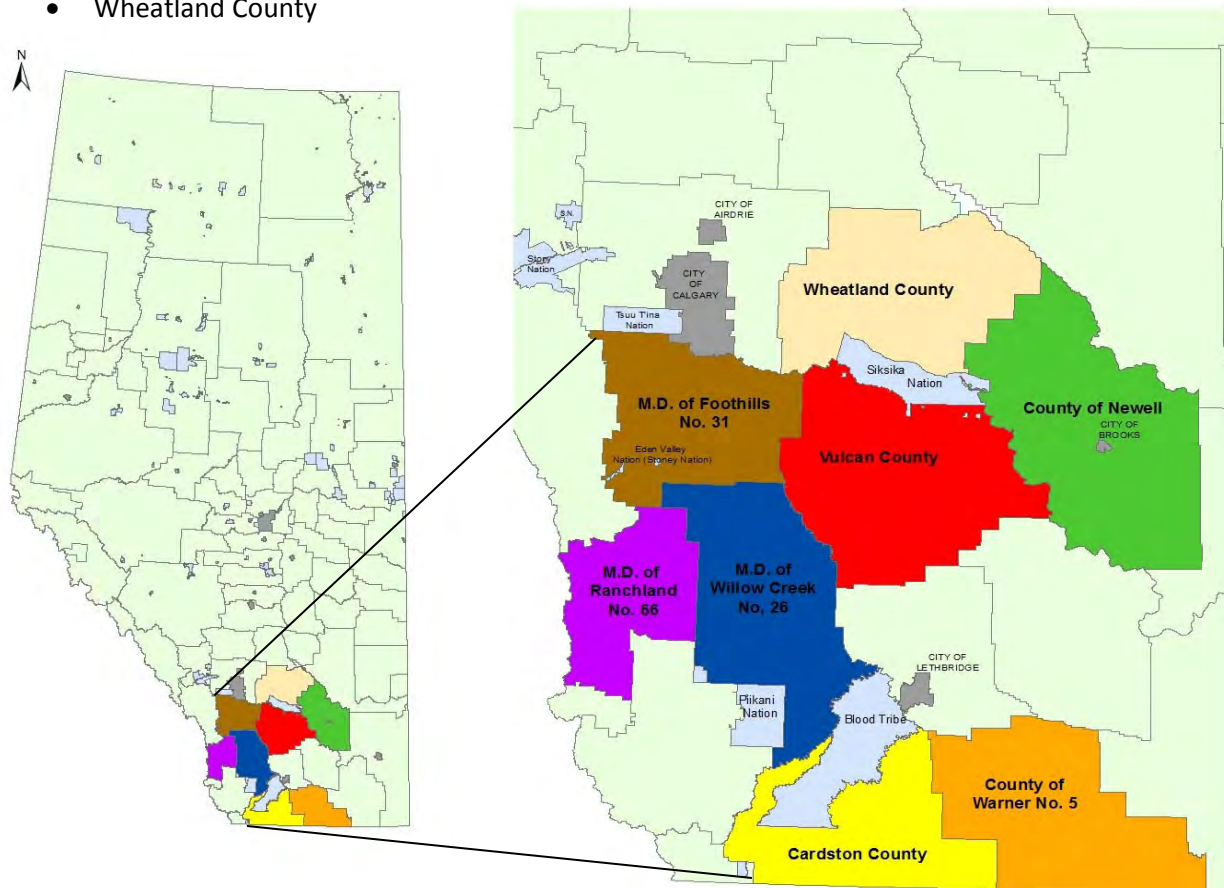 • Wheatland County
N
CITY OF
AIRDRIE
S.N.
Stony
Nation
CITY
OF
CALGARY
Wheatland County
Tsuu T'ina
Nation
Siksika
Nation
M.D. of Foothills
No. 31
County of Newell
CITY OF
BROOKS
Eden Valley
Nation (Stoney Nation)
Vulcan County
M.D. of
Ranchland
No. 66
M.D. of
Willow Creek
No, 26
CITY OF
LETHBRIDGE
Piikani
Nation
Blood Tribe
County of
Warner No. 5
Cardston County